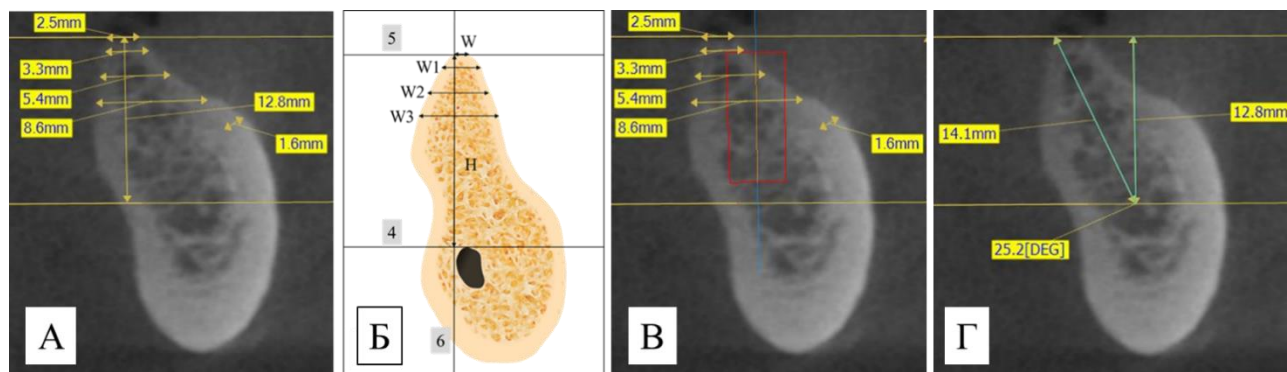 2.5mm
3.3mm
5.4mm
8.6mm
12.8mm
1.6mm
А
5
W
W1
W2
W3
H
4
6
Б
2.5mm
3.3mm
5.4mm
8.6mm
1.6mm
В
14.1mm
12.8mm
25.2[DEG]
Г